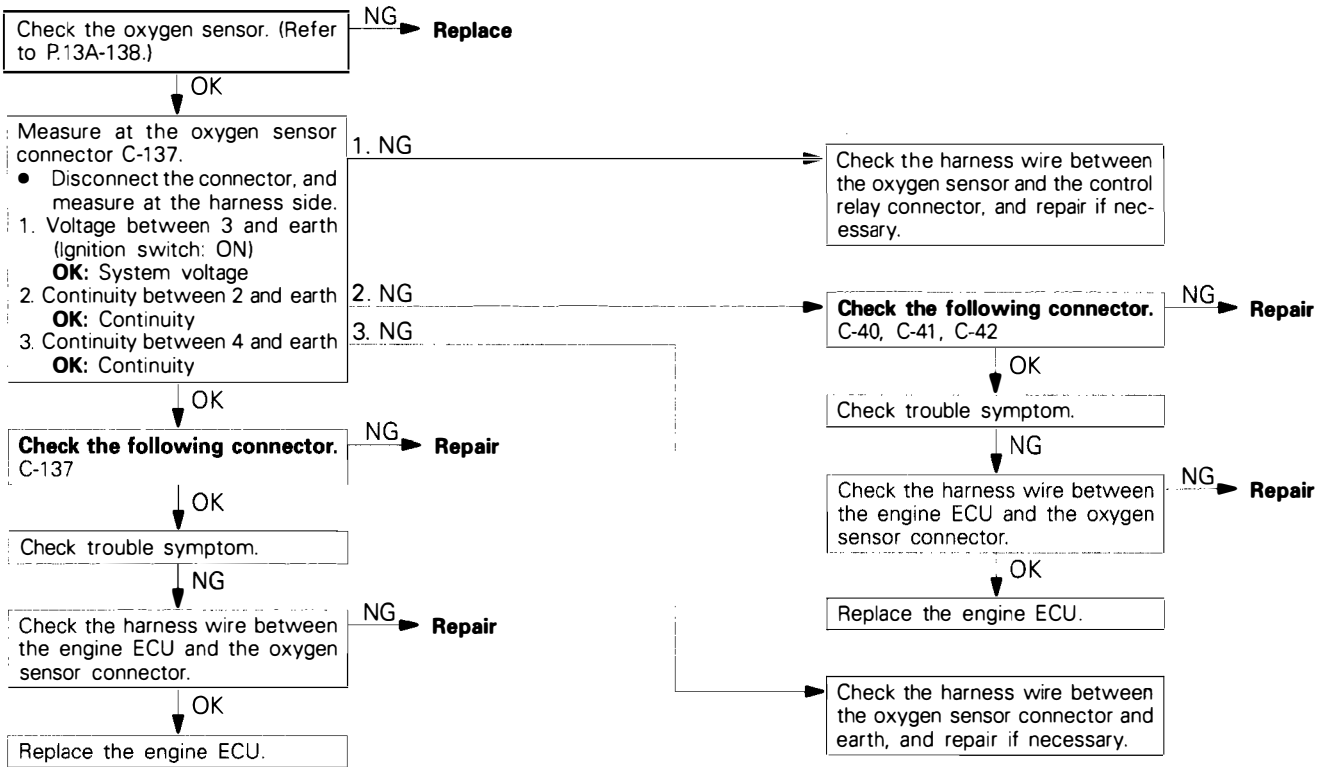 Check the oxygen sensor. (Refer
to P.13A-138.)
NG
Replace
OK
Measure at the oxygen sensor
connector C-137.
● Disconnect the connector, and
measure at the harness side.
1. Voltage between 3 and earth
(Ignition switch: ON)
OK: System voltage
2. Continuity between 2 and earth
OK: Continuity
3. Continuity between 4 and earth
OK: Continuity
1. NG
2. NG
3. NG
OK
Check the following connector.
C-137
NG
Repair
OK
Check trouble symptom.
NG
Check the harness wire between
the engine ECU and the oxygen
sensor connector.
NG
Repair
OK
Replace the engine ECU.
Check the harness wire between
the oxygen sensor and the control
relay connector, and repair if nec-
essary.
Check the following connector.
C-40, C-41, C-42
NG
Repair
OK
Check trouble symptom.
NG
Check the harness wire between
the engine ECU and the oxygen
sensor connector.
NG
Repair
OK
Replace the engine ECU.
Check the harness wire between
the oxygen sensor connector and
earth, and repair if necessary.